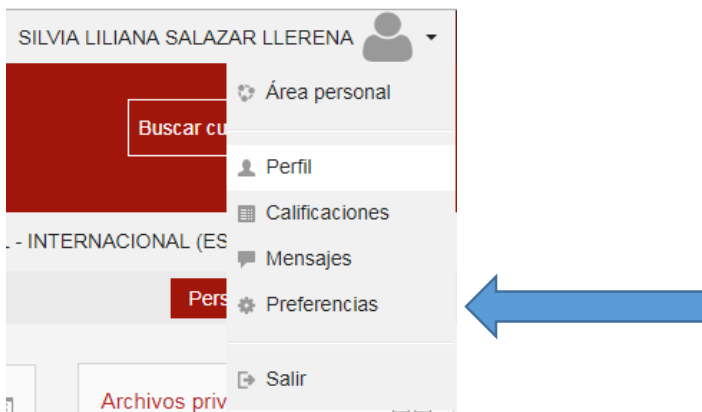 SILVIA LILIANA SALAZAR LLERENA
Área personal
Buscar cu
Perfil
Calificaciones
- INTERNACIONAL (ES
Mensajes
Pers
Preferencias
Salir
Archivos priv